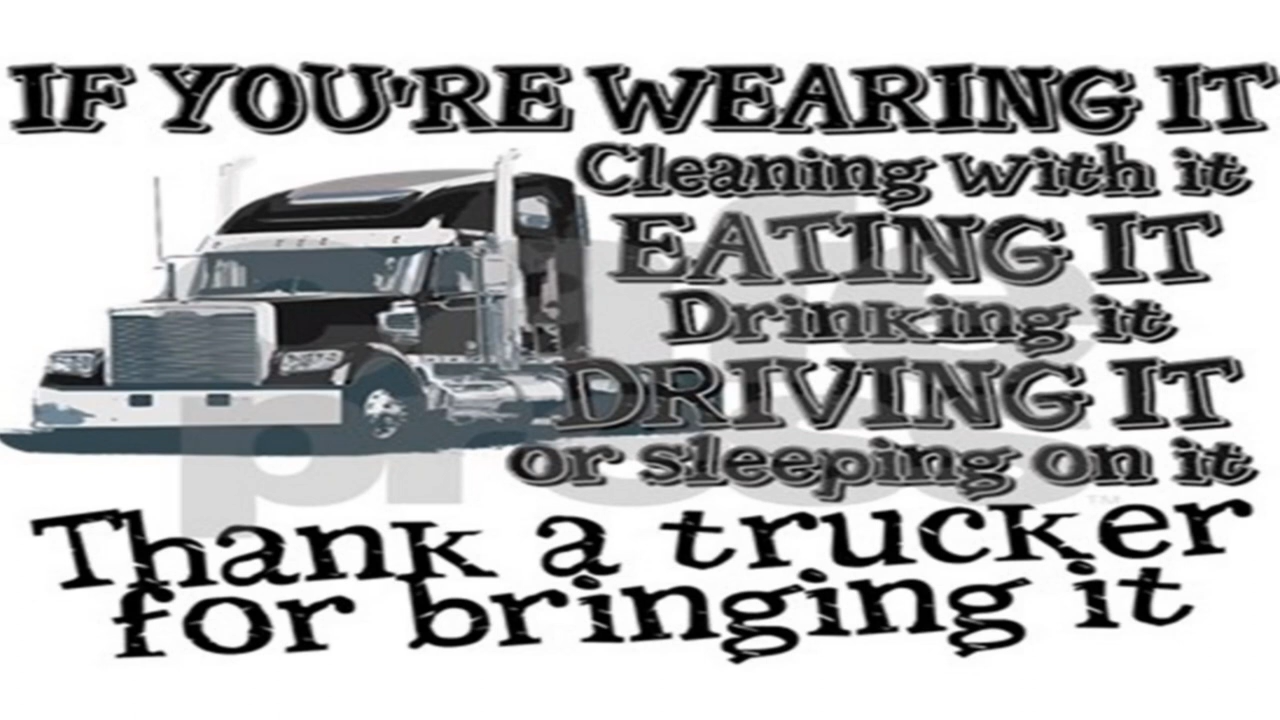 IF YOU'RE WEARING IT
Cleaning with it
EATING IT
Drinking it
DRIVING IT
or sleeping on it
Thank a trucker
for bringing it